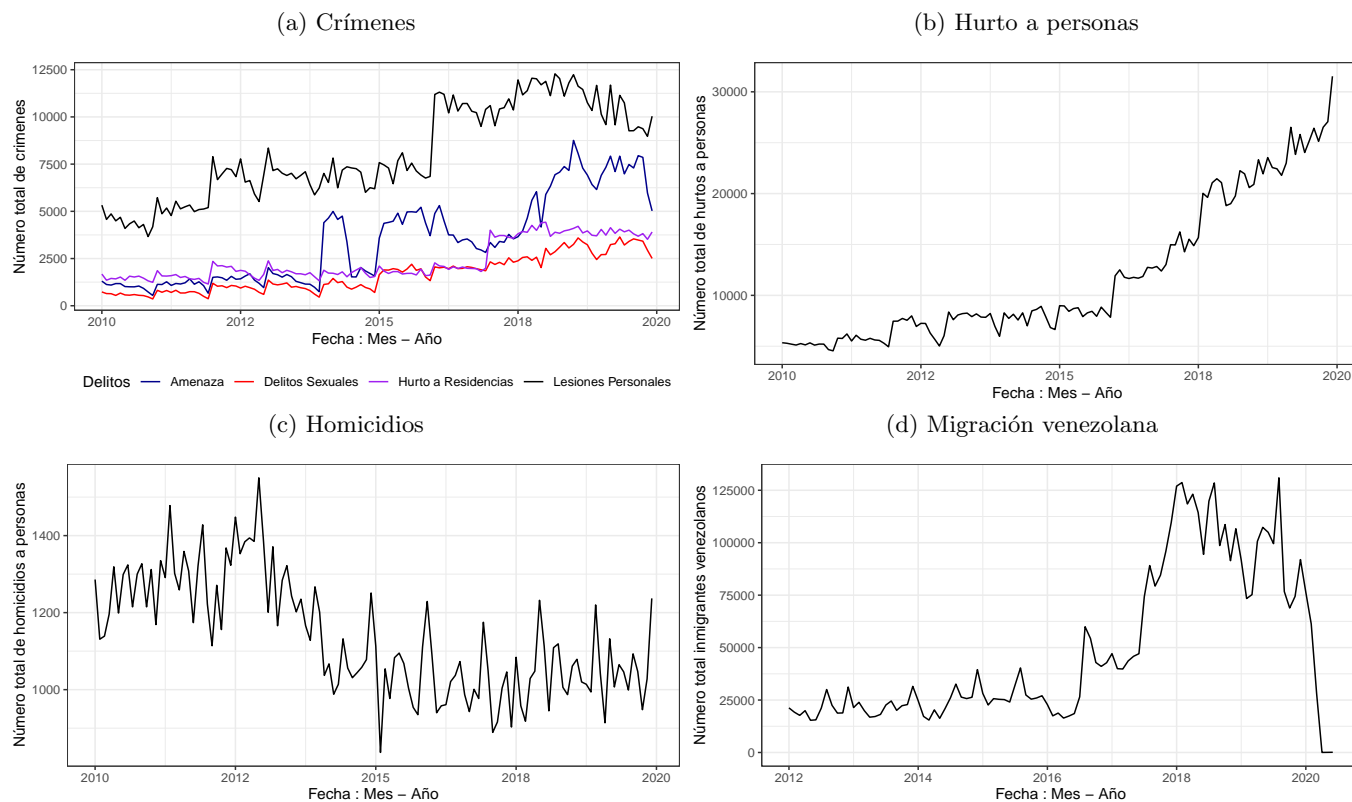 (a) Crímenes
Número total de crímenes
12500
10000
7500
5000
2500
0
2010
2012
2015
2018
2020
Fecha : Mes − Año
Delitos
Amenaza
Delitos Sexuales
Hurto a Residencias
Lesiones Personales
(b) Hurto a personas
Número total de hurtos a personas
30000
20000
10000
2010
2012
2015
2018
2020
Fecha : Mes − Año
(c) Homicidios
Número total de homicidios a personas
1400
1200
1000
2010
2012
2015
2018
2020
Fecha : Mes − Año
(d) Migración venezolana
Número total inmigrantes venezolanos
125000
100000
75000
50000
25000
0
2012
2014
2016
2018
2020
Fecha : Mes − Año